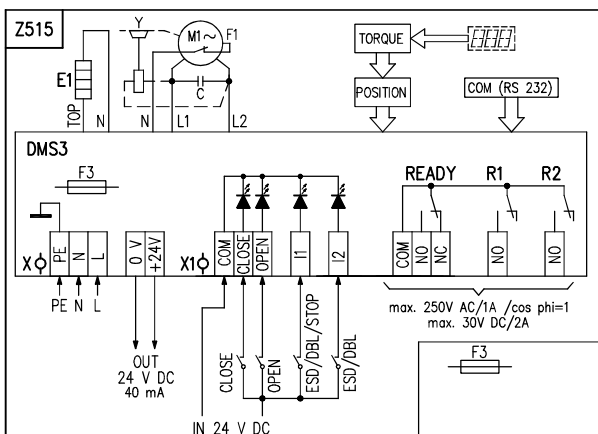 Z515
Y
M1~
F1
E1
C
TOP
N
N
L1
L2
TORQUE
POSITION
COM (RS 232)
DMS3
F3
READY
R1
R2
X
PE
N
L
0 V
+24V
X1
COM
CLOSE
OPEN
I1
I2
COM
NO
NC
NO
NO
PE N L
OUT
24 V DC
40 mA
CLOSE
OPEN
ESD/DBL/STOP
ESD/DBL
IN 24 V DC
max. 250V AC/1A /cos phi=1
max. 30V DC/2A
F3